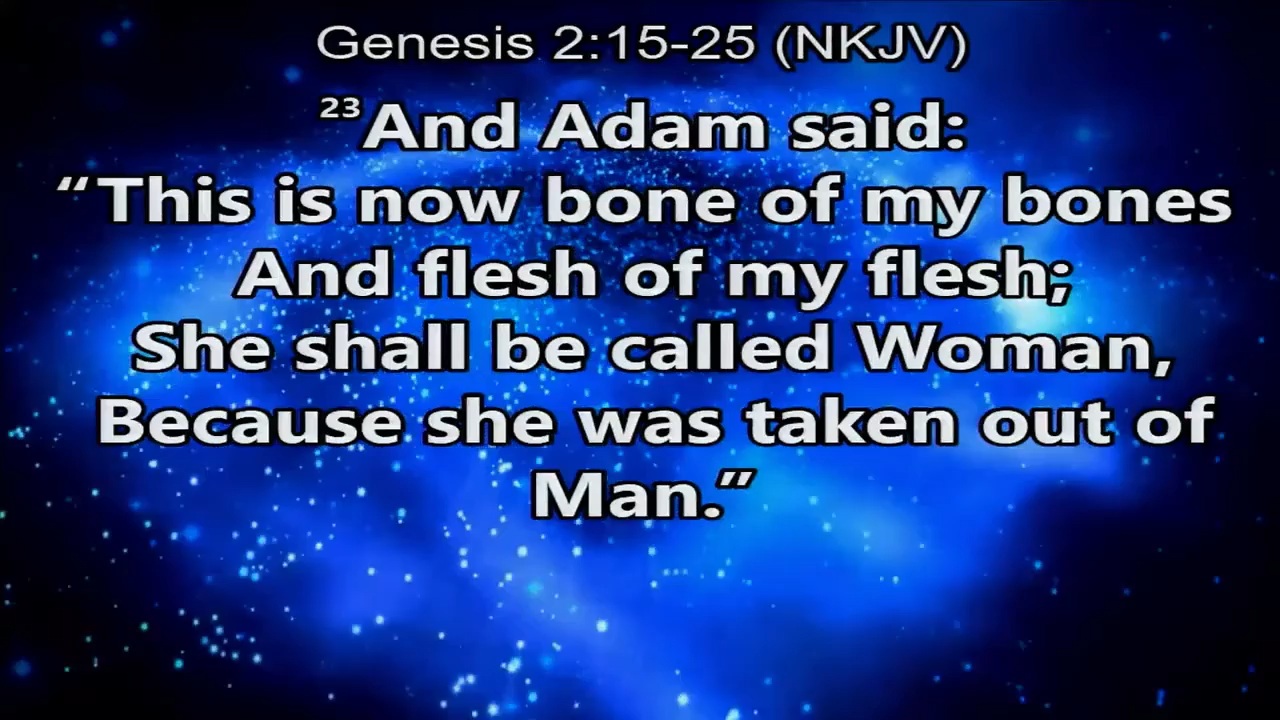 Genesis 2:15-25 (NKJV)
²³And Adam said:
“This is now bone of my bones
And flesh of my flesh;
She shall be called Woman,
Because she was taken out of
Man.”